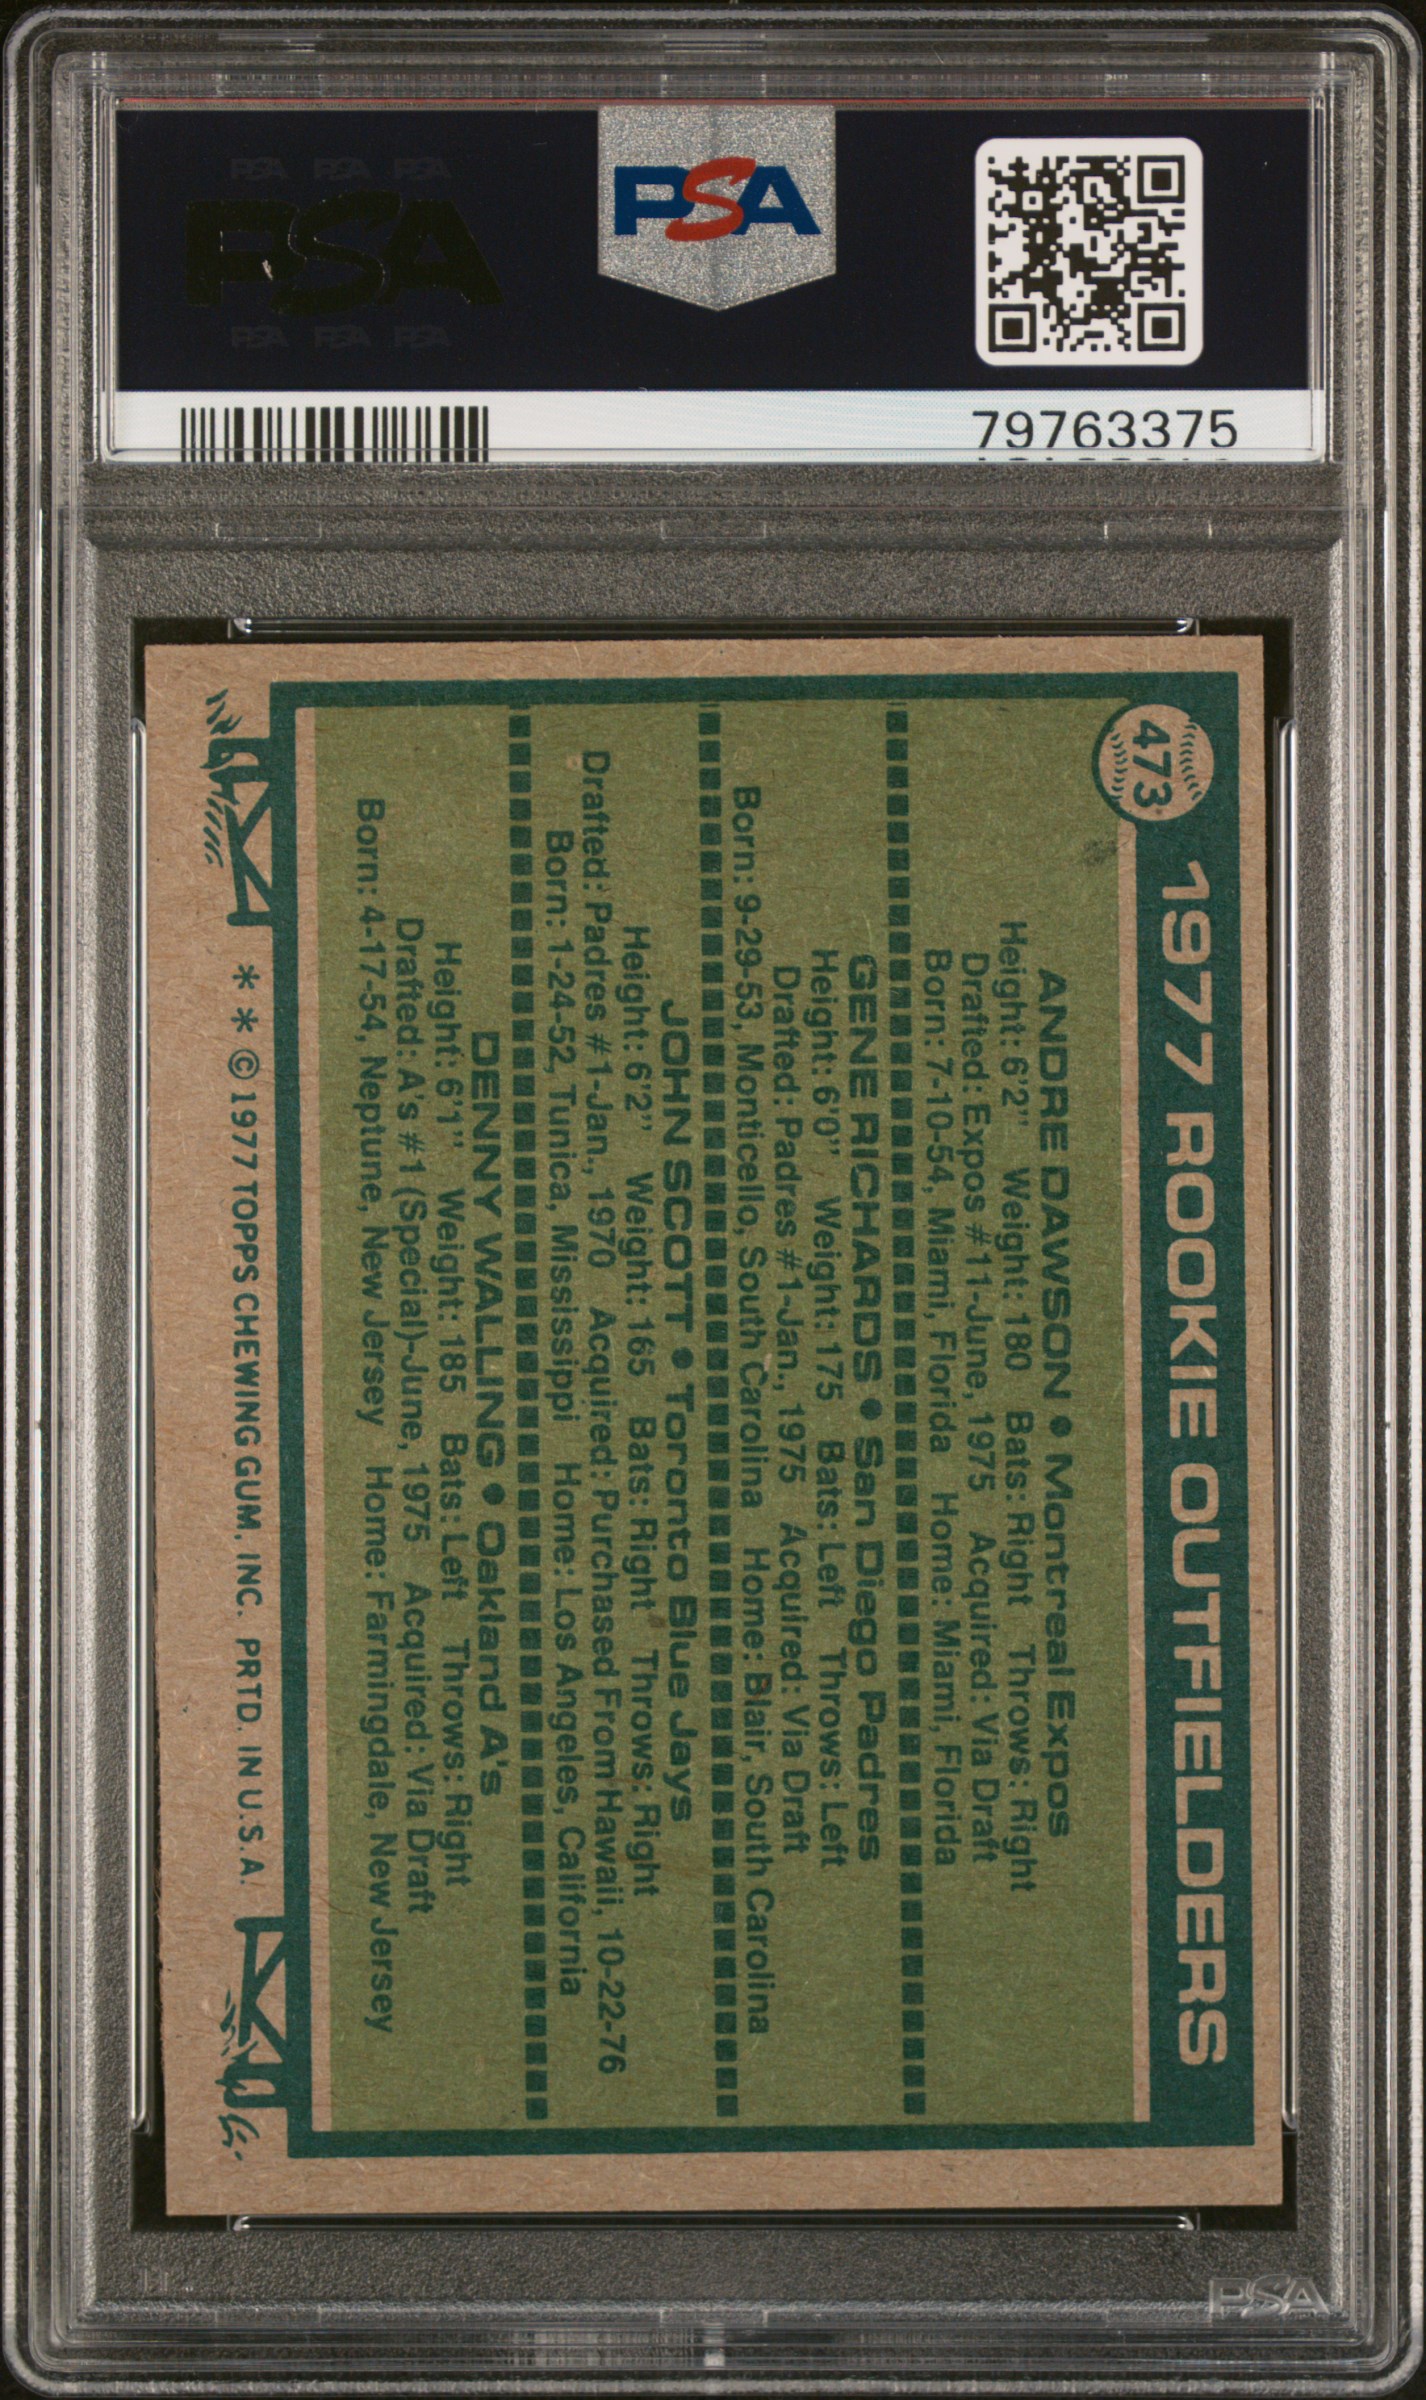 PSA PSA PSA
PSA
PSA PSA PSA
PSA
79763375
473
1977 ROOKIE OUTFIELDERS
ANDRE DAWSON • Montreal Expos
Height: 6'2" Weight: 180 Bats: Right Throws: Right
Drafted: Expos #11-June, 1975 Acquired: Via Draft
Born: 7-10-54, Miami, Florida Home: Miami, Florida
GENE RICHARDS • San Diego Padres
Height: 6'0" Weight: 175 Bats: Left Throws: Left
Drafted: Padres #1-Jan., 1975 Acquired: Via Draft
Born: 9-29-53, Monticello, South Carolina Home: Blair, South Carolina
JOHN SCOTT • Toronto Blue Jays
Height: 6'2" Weight: 165 Bats: Right Throws: Right
Drafted: Padres #1-Jan., 1970 Acquired: Purchased From Hawaii, 10-22-76
Born: 1-24-52, Tunica, Mississippi Home: Los Angeles, California
DENNY WALLING • Oakland A's
Height: 6'1" Weight: 185 Bats: Left Throws: Right
Drafted: A's #1 (Special)-June, 1975 Acquired: Via Draft
Born: 4-17-54, Neptune, New Jersey Home: Farmingdale, New Jersey
* * © 1977 TOPPS CHEWING GUM, INC. PRTD. IN U.S.A.
PSA